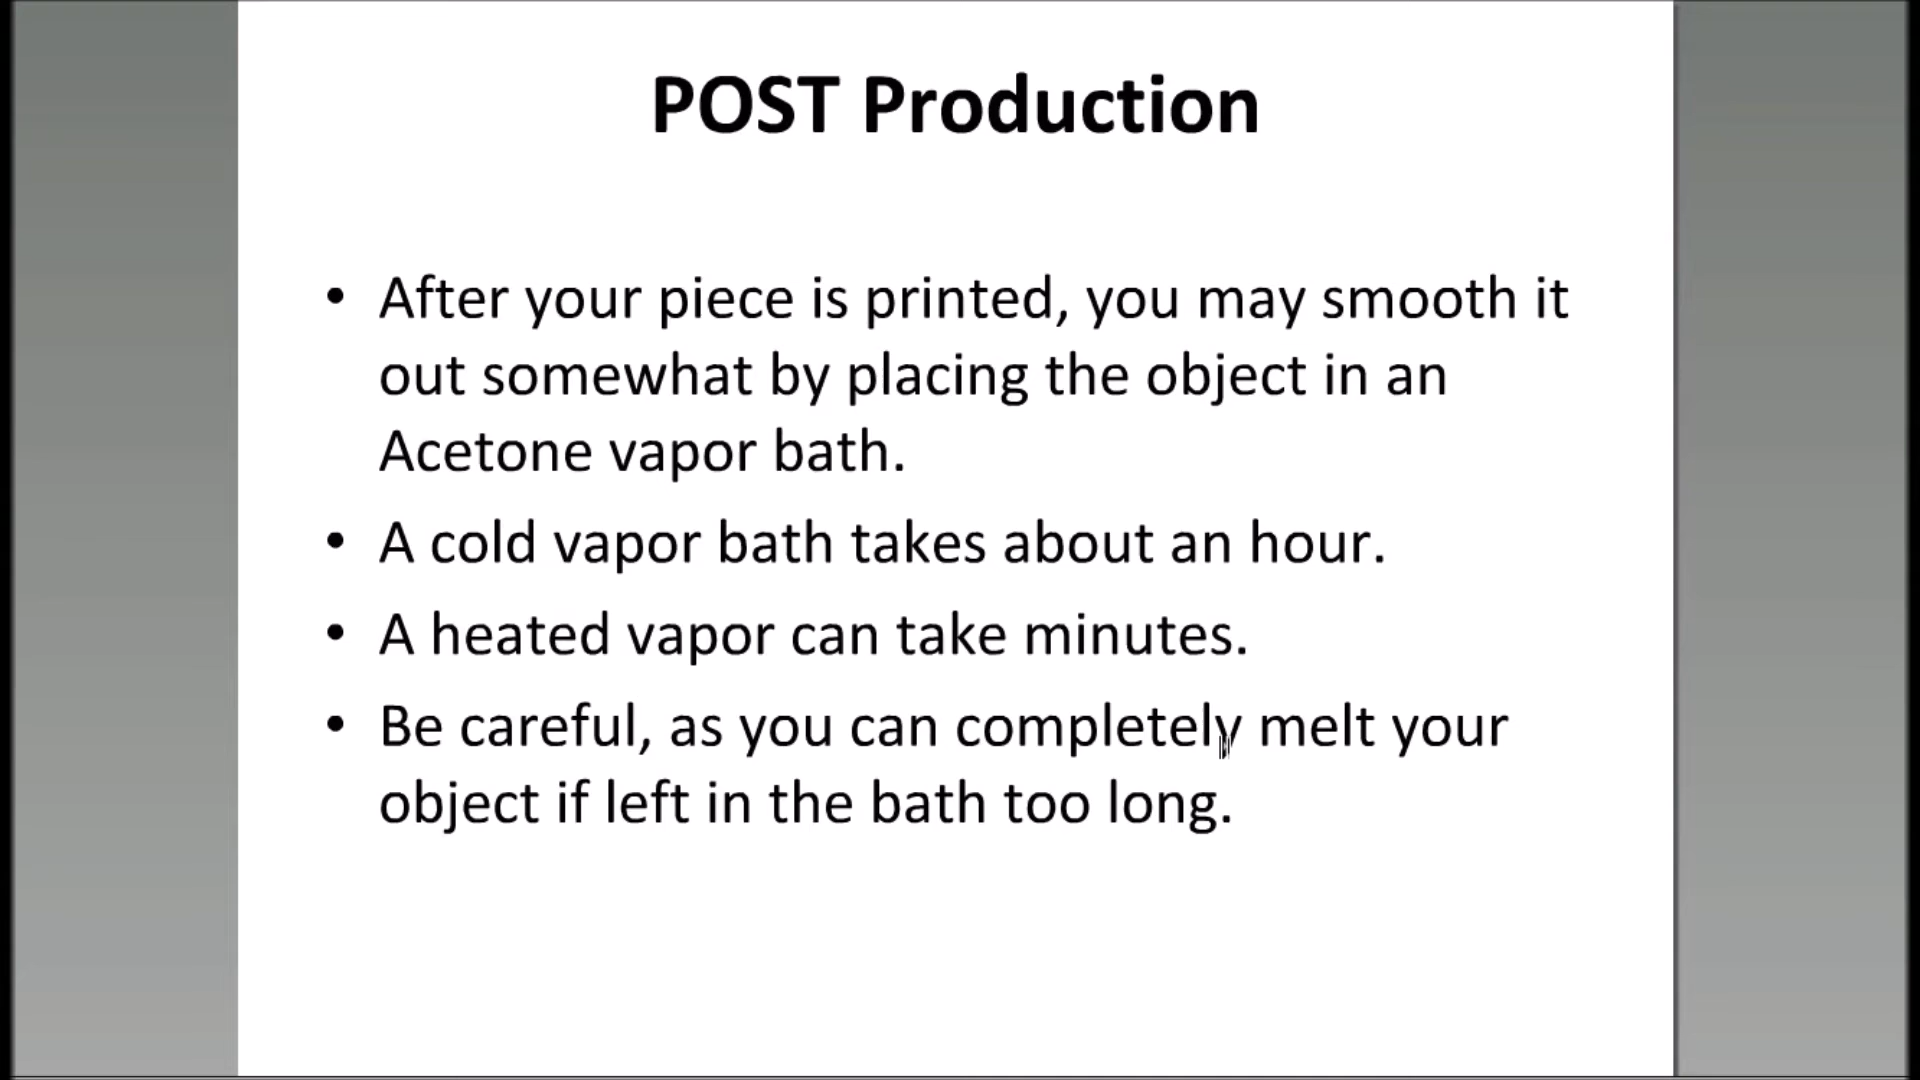 POST Production
• After your piece is printed, you may smooth it
out somewhat by placing the object in an
Acetone vapor bath.
• A cold vapor bath takes about an hour.
• A heated vapor can take minutes.
• Be careful, as you can completely melt your
object if left in the bath too long.